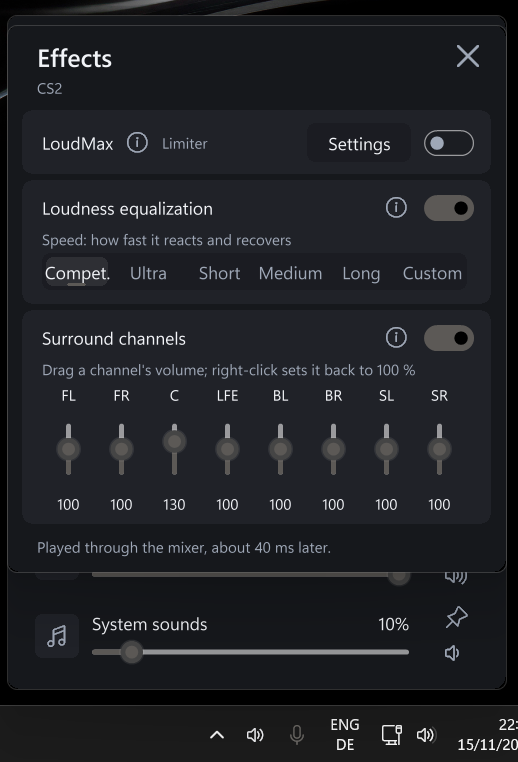 Effects
CS2
LoudMax Limiter Settings
Loudness equalization
Speed: how fast it reacts and recovers
Compet. Ultra Short Medium Long Custom
Surround channels
Drag a channel's volume; right-click sets it back to 100 %
FL FR C LFE BL BR SL SR
100 100 130 100 100 100 100 100
Played through the mixer, about 40 ms later.
System sounds 10%
ENG 22:
DE 15/11/20